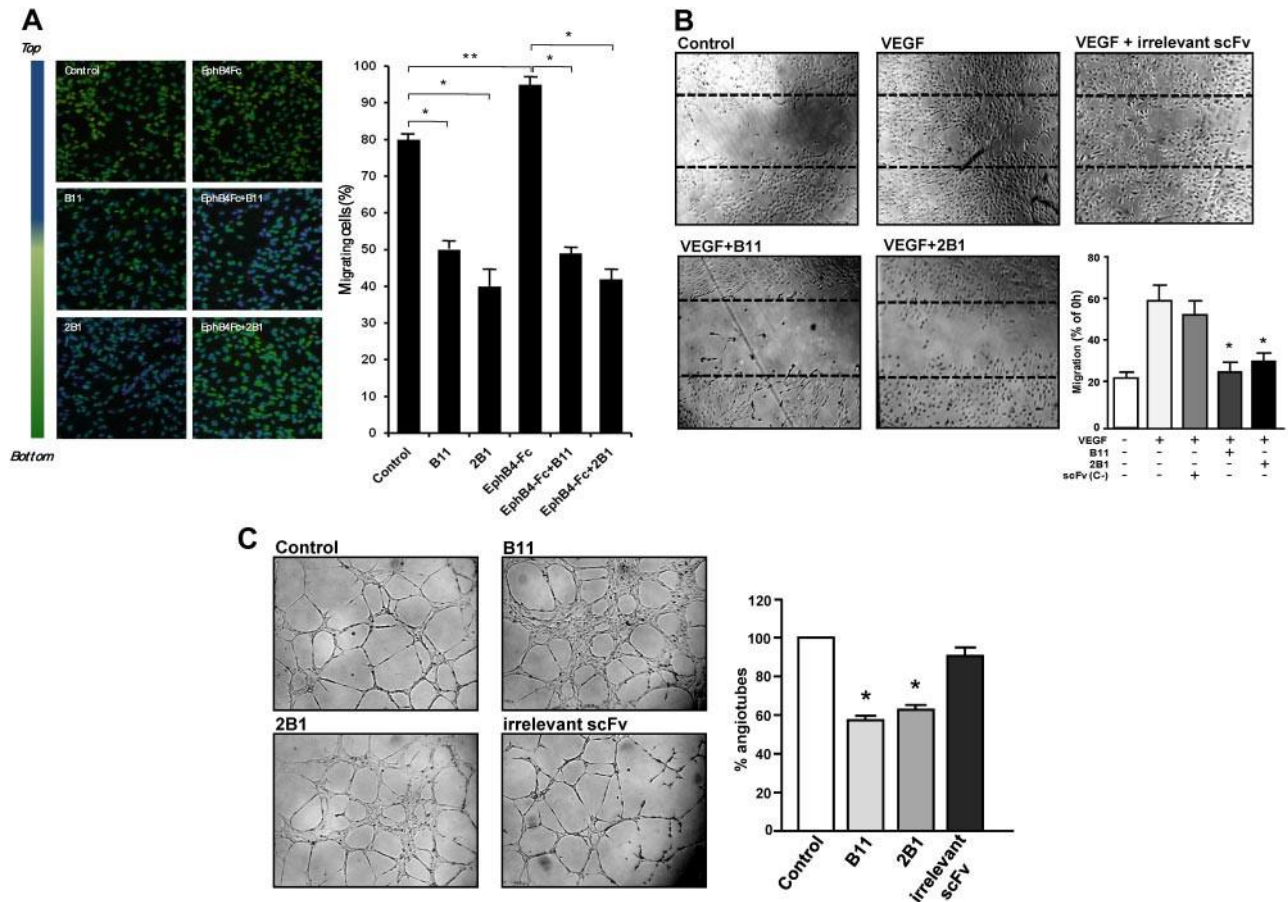 A
Top
Bottom
Control
EphB4Fc
B11
EphB4Fc+B11
2B1
EphB4Fc+2B1
Migrating cells (%)
100
90
80
70
60
50
40
30
20
10
0
**
*
*
*
*
Control
B11
2B1
EphB4-Fc
EphB4-Fc+B11
EphB4-Fc+2B1
B
Control
VEGF
VEGF + irrelevant scFv
VEGF+B11
VEGF+2B1
Migration (% of 0h)
80
60
40
20
0
* *
VEGF - + + + +
B11 - - - + -
2B1 - - - - +
scFv (C-) - - + - -
C
Control
B11
2B1
irrelevant scFv
% angiotubes
120
100
80
60
40
20
0
* *
Control
B11
2B1
irrelevant
scFv